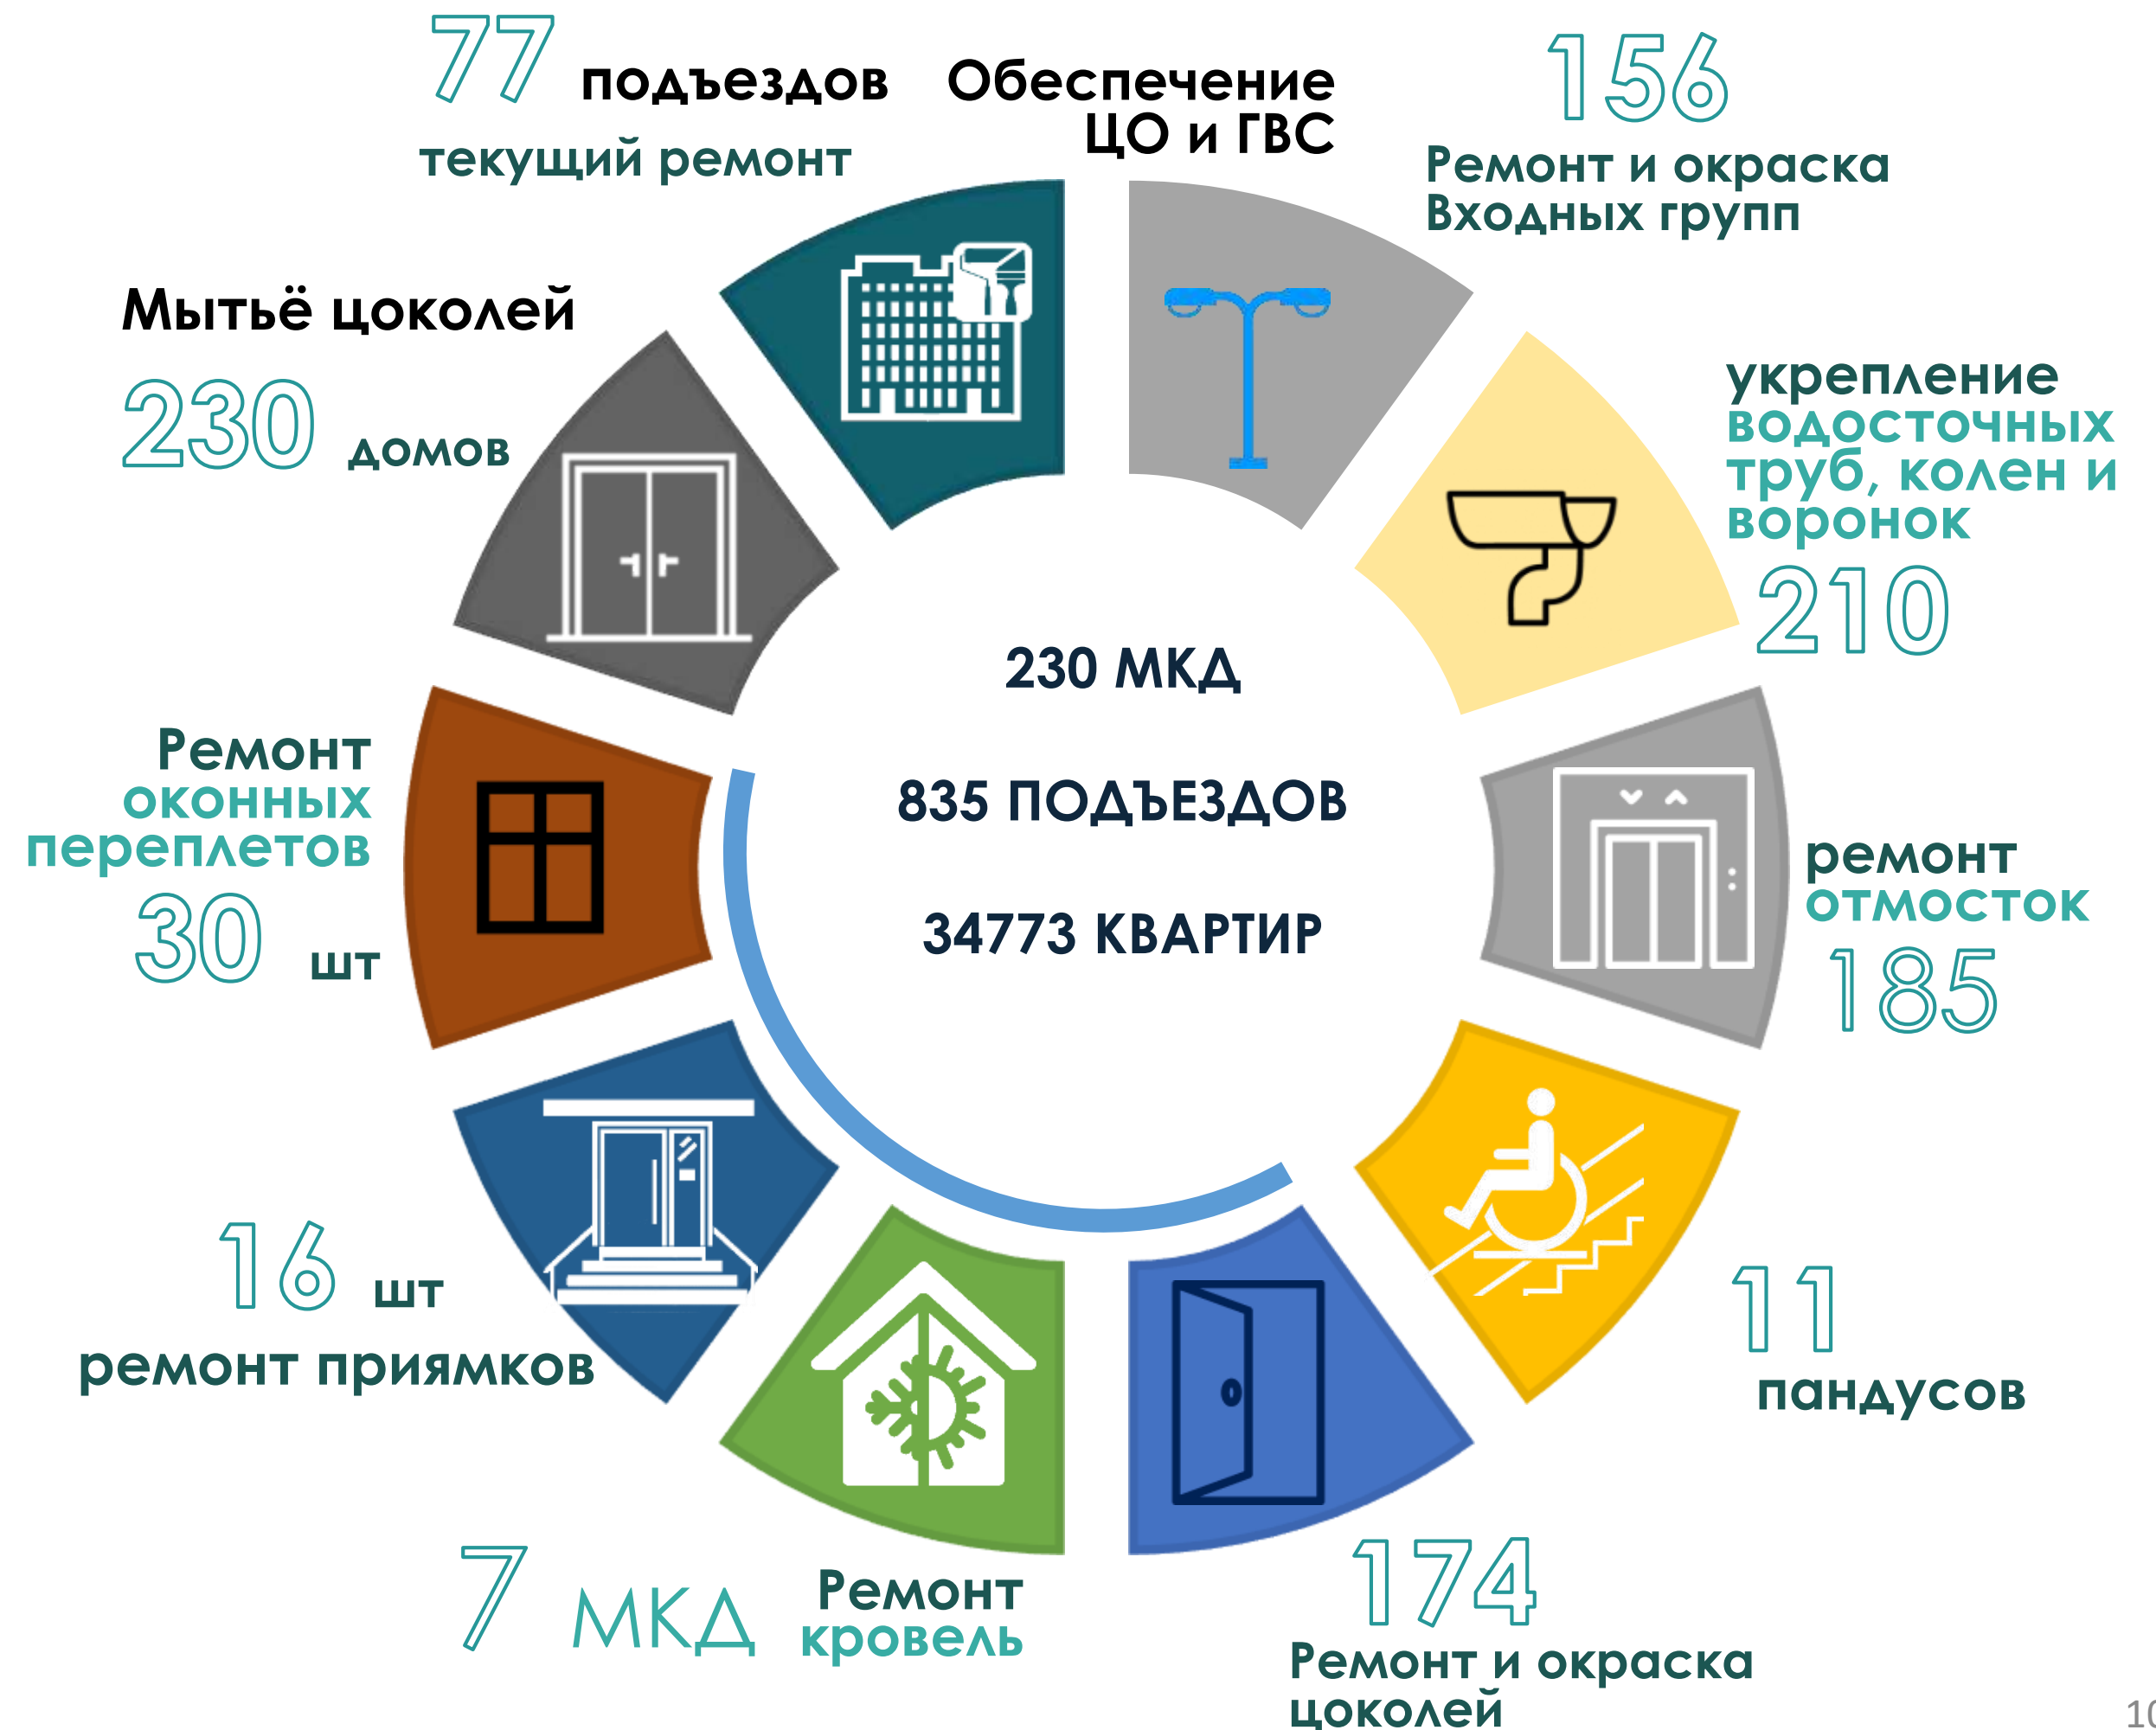 77 подъездов
текущий ремонт
Обеспечение
ЦО и ГВС
156
Ремонт и окраска
Входных групп
Мытьё цоколей
230 домов
укрепление
водосточных
труб, колен и
воронок
210
230 МКД
835 ПОДЪЕЗДОВ
34773 КВАРТИР
Ремонт
оконных
переплетов
30 шт
ремонт
отмосток
185
16 шт
ремонт приямков
11
пандусов
7 МКД
Ремонт
кровель
174
Ремонт и окраска
цоколей